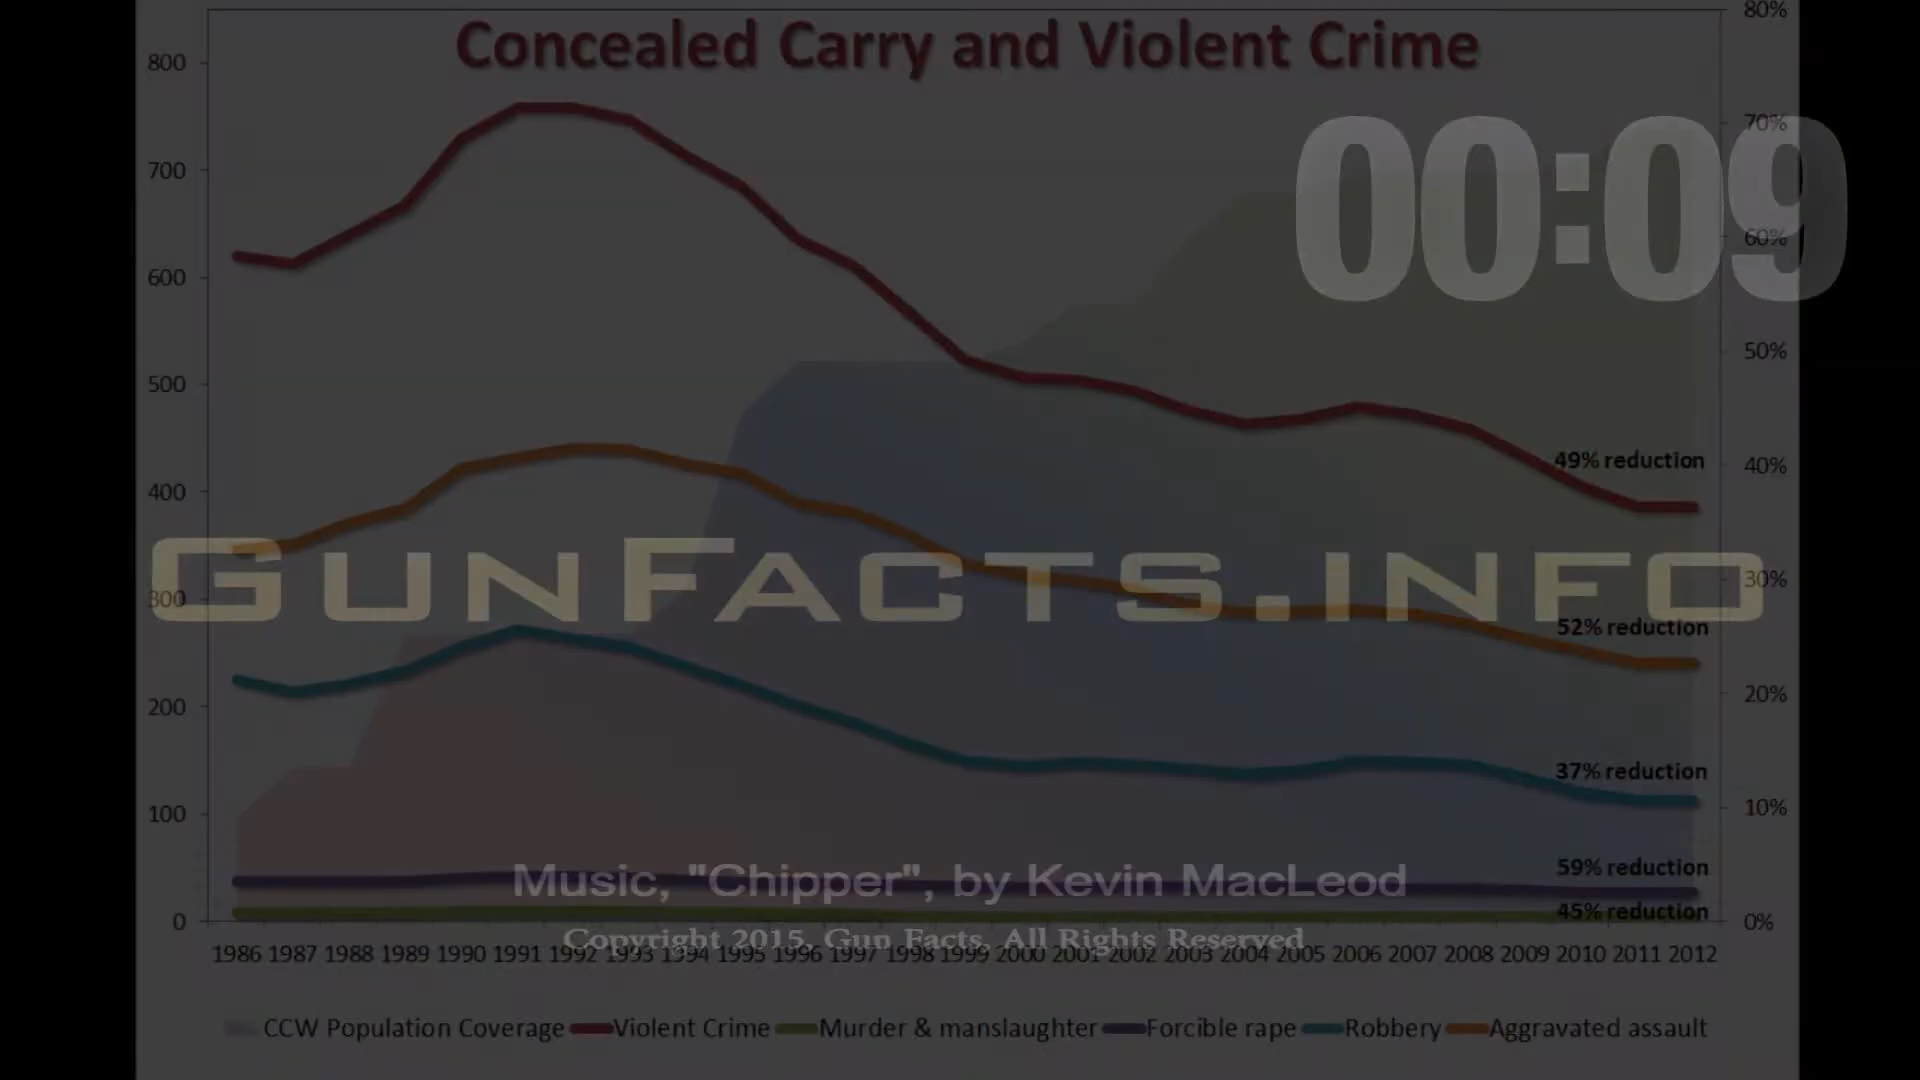 Concealed Carry and Violent Crime
80%
800
70%
00:09
700
60%
600
50%
500
49% reduction
40%
400
GunFacts.info
30%
300
52% reduction
20%
200
37% reduction
10%
100
59% reduction
Music, "Chipper", by Kevin MacLeod
45% reduction
0
0%
Copyright 2015, Gun Facts, All Rights Reserved
1986 1987 1988 1989 1990 1991 1992 1993 1994 1995 1996 1997 1998 1999 2000 2001 2002 2003 2004 2005 2006 2007 2008 2009 2010 2011 2012
CCW Population Coverage Violent Crime Murder & manslaughter Forcible rape Robbery Aggravated assault